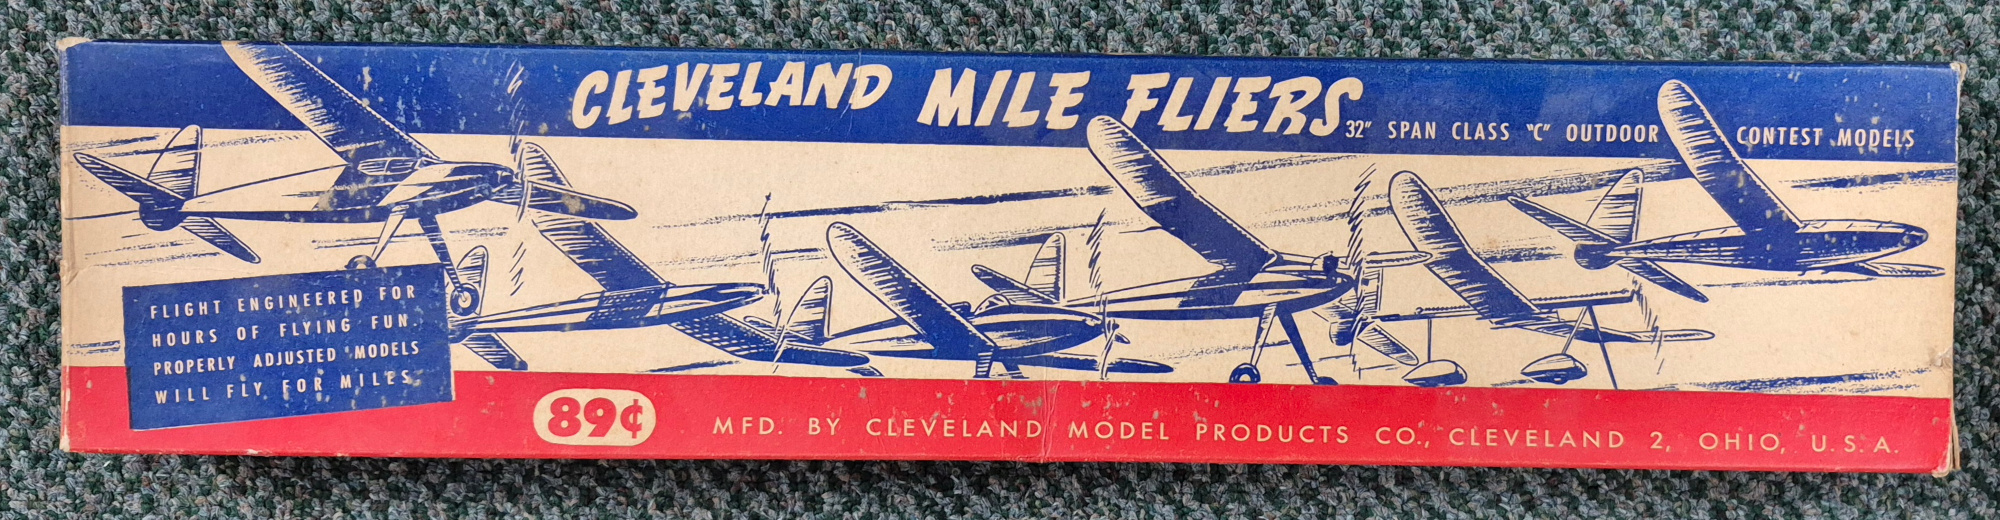 CLEVELAND MILE FLIERS
32" SPAN CLASS "C" OUTDOOR CONTEST MODELS
FLIGHT ENGINEERED FOR
HOURS OF FLYING FUN.
PROPERLY ADJUSTED MODELS
WILL FLY FOR MILES.
89¢
MFD. BY CLEVELAND MODEL PRODUCTS CO., CLEVELAND 2, OHIO, U.S.A.